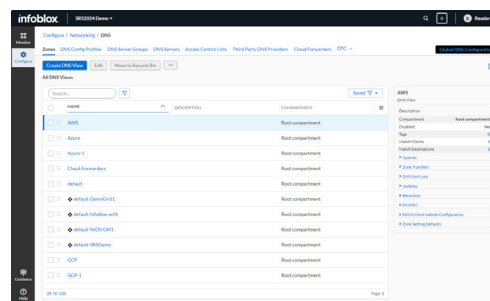 infoblox SRS2024 Demo
Reader
Monitor
Configure
Configure / Networking / DNS
Zones DNS Config Profiles DNS Server Groups DNS Servers Access Control Lists Third Party DNS Providers Cloud Forwarders DTC
Global DNS Configuration
Create DNS View Edit Move to Recycle Bin
All DNS Views
Search... Saved
NAME DESCRIPTION COMPARTMENT
AWS Root compartment
Azure Root compartment
Azure-1 Root compartment
Cloud-Forwarders Root compartment
default Root compartment
default-DemoGrid1 Root compartment
default-Infoblox-scf4 Root compartment
default-NIOS-GM1 Root compartment
default-SRSDemo Root compartment
GCP Root compartment
GCP-1 Root compartment
25 50 100 Page 1
AWS
DNS View
Description
Compartment Root compartment
Disabled No
Tags
Match Clients
Match Destinations
Queries
Zone Transfers
DNS Sort Lists
Updates
Recursion
DNSSEC
EDNS Client Subnet Configuration
Zone Setting Defaults
Guidance
Help